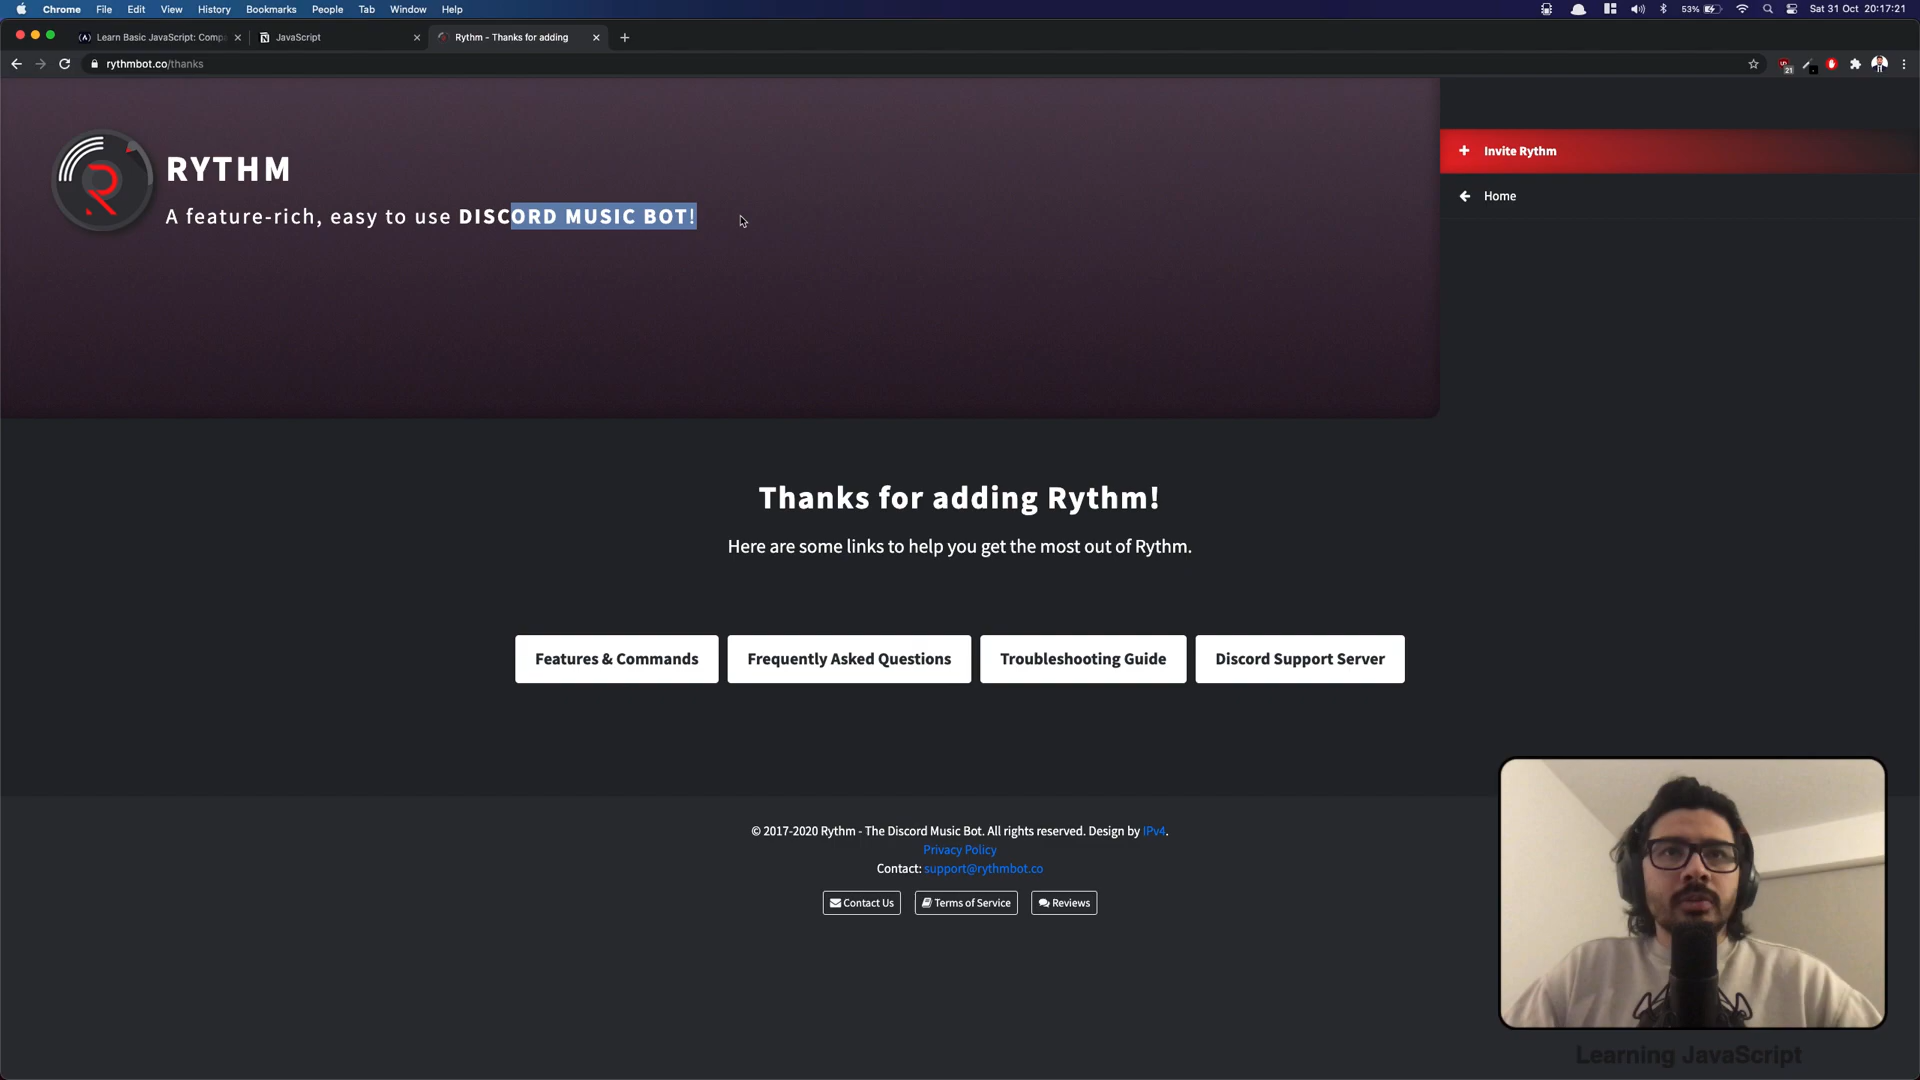 Chrome File Edit View History Bookmarks People Tab Window Help
53% Sat 31 Oct 20:17:21
Learn Basic JavaScript: Comp
JavaScript
Rythm - Thanks for adding
rythmbot.co/thanks
21
RYTHM
A feature-rich, easy to use DISCORD MUSIC BOT!
Invite Rythm
Home
Thanks for adding Rythm!
Here are some links to help you get the most out of Rythm.
Features & Commands
Frequently Asked Questions
Troubleshooting Guide
Discord Support Server
© 2017-2020 Rythm - The Discord Music Bot. All rights reserved. Design by IPv4.
Privacy Policy
Contact: support@rythmbot.co
Contact Us
Terms of Service
Reviews
Learning JavaScript